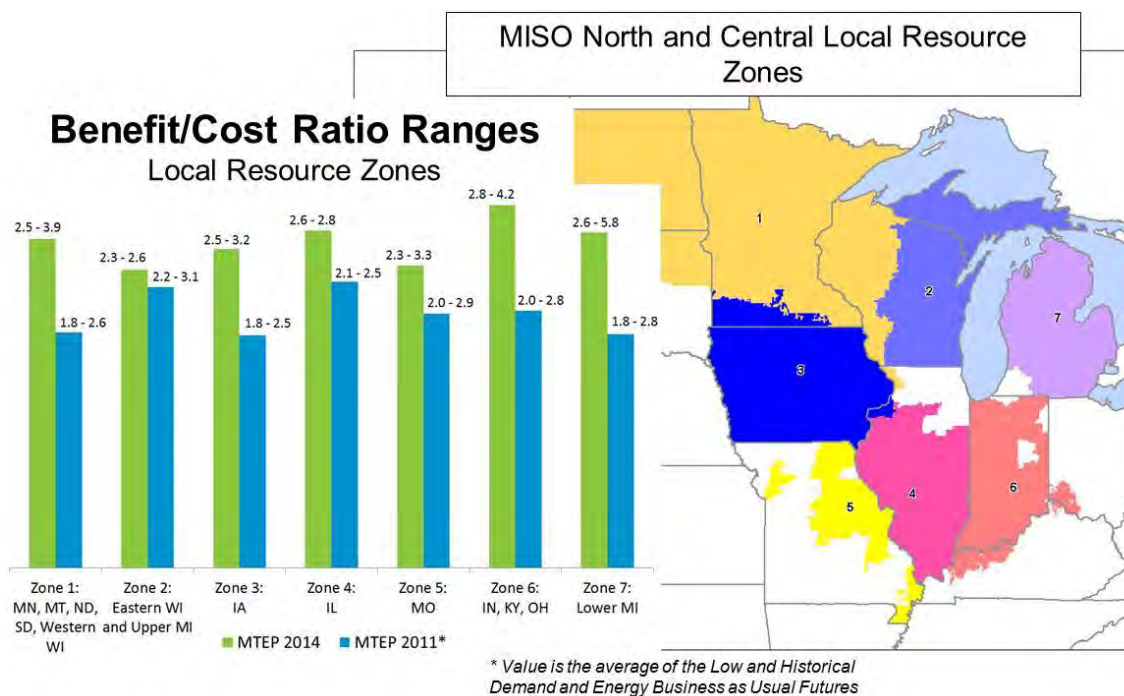 MISO North and Central Local Resource
Zones
Benefit/Cost Ratio Ranges
Local Resource Zones
2.5 - 3.9
1.8 - 2.6
2.3 - 2.6
2.2 - 3.1
2.5 - 3.2
1.8 - 2.5
2.6 - 2.8
2.1 - 2.5
2.3 - 3.3
2.0 - 2.9
2.8 - 4.2
2.0 - 2.8
2.6 - 5.8
1.8 - 2.8
Zone 1:
MN, MT, ND,
SD, Western
WI
Zone 2:
Eastern WI
and Upper MI
Zone 3:
IA
Zone 4:
IL
Zone 5:
MO
Zone 6:
IN, KY, OH
Zone 7:
Lower MI
MTEP 2014
MTEP 2011*
1
2
3
4
5
6
7
* Value is the average of the Low and Historical
Demand and Energy Business as Usual Futures